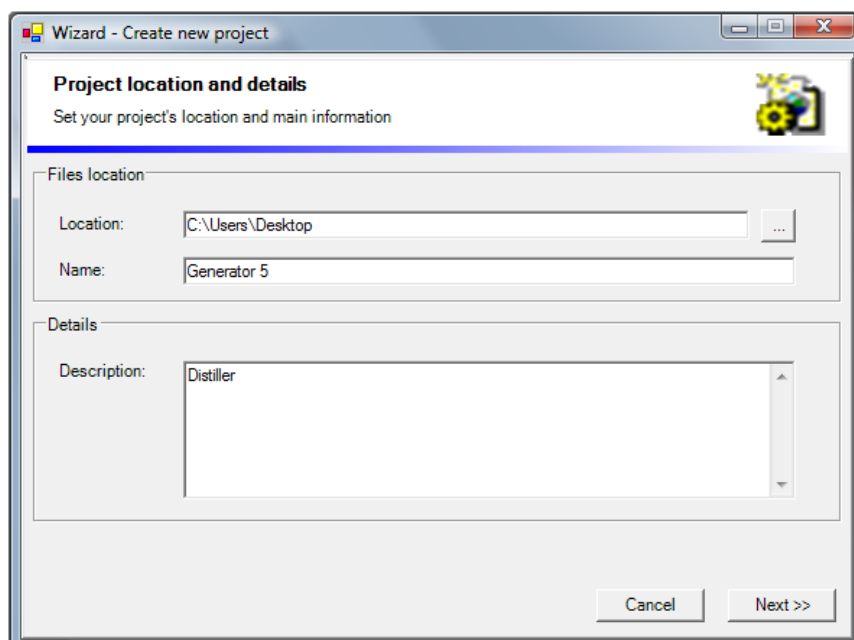 Wizard - Create new project
Project location and details
Set your project's location and main information
Files location
Location: C:\Users\Desktop ...
Name: Generator 5
Details
Description: Distiller
Cancel Next >>